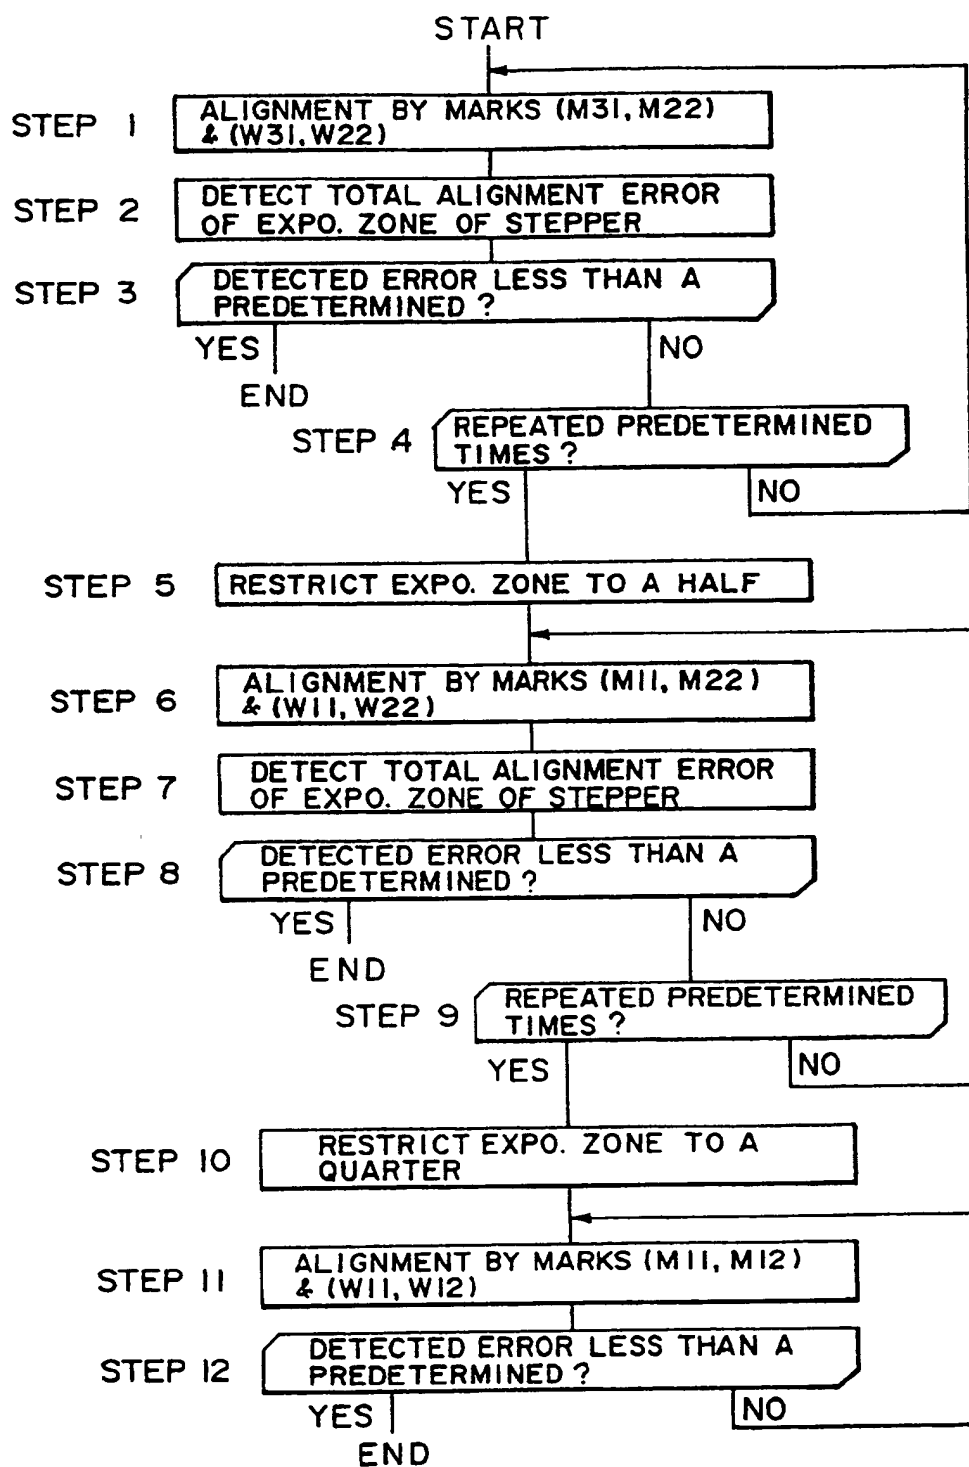 START
STEP 1
ALIGNMENT BY MARKS (M31, M22)
& (W31, W22)
STEP 2
DETECT TOTAL ALIGNMENT ERROR
OF EXPO. ZONE OF STEPPER
STEP 3
DETECTED ERROR LESS THAN A
PREDETERMINED ?
YES
NO
END
STEP 4
REPEATED PREDETERMINED
TIMES ?
YES
NO
STEP 5
RESTRICT EXPO. ZONE TO A HALF
STEP 6
ALIGNMENT BY MARKS (M11, M22)
& (W11, W22)
STEP 7
DETECT TOTAL ALIGNMENT ERROR
OF EXPO. ZONE OF STEPPER
STEP 8
DETECTED ERROR LESS THAN A
PREDETERMINED ?
YES
NO
END
STEP 9
REPEATED PREDETERMINED
TIMES ?
YES
NO
STEP 10
RESTRICT EXPO. ZONE TO A
QUARTER
STEP 11
ALIGNMENT BY MARKS (M11, M12)
& (W11, W12)
STEP 12
DETECTED ERROR LESS THAN A
PREDETERMINED ?
YES
NO
END